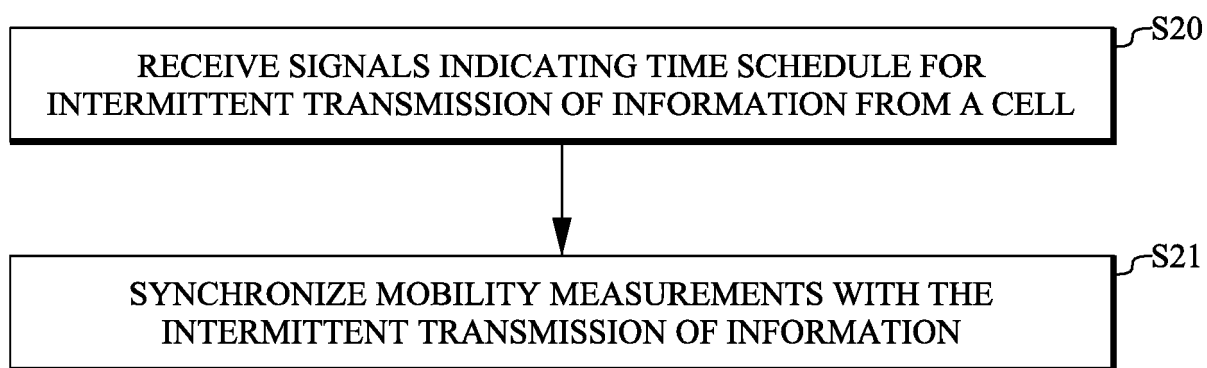 S20
RECEIVE SIGNALS INDICATING TIME SCHEDULE FOR
INTERMITTENT TRANSMISSION OF INFORMATION FROM A CELL
S21
SYNCHRONIZE MOBILITY MEASUREMENTS WITH THE
INTERMITTENT TRANSMISSION OF INFORMATION